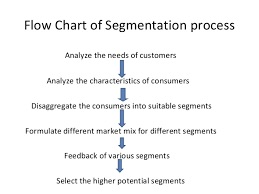 Flow Chart of Segmentation process
Analyze the needs of customers
Analyze the characteristics of consumers
Disaggregate the consumers into suitable segments
Formulate different market mix for different segments
Feedback of various segments
Select the higher potential segments